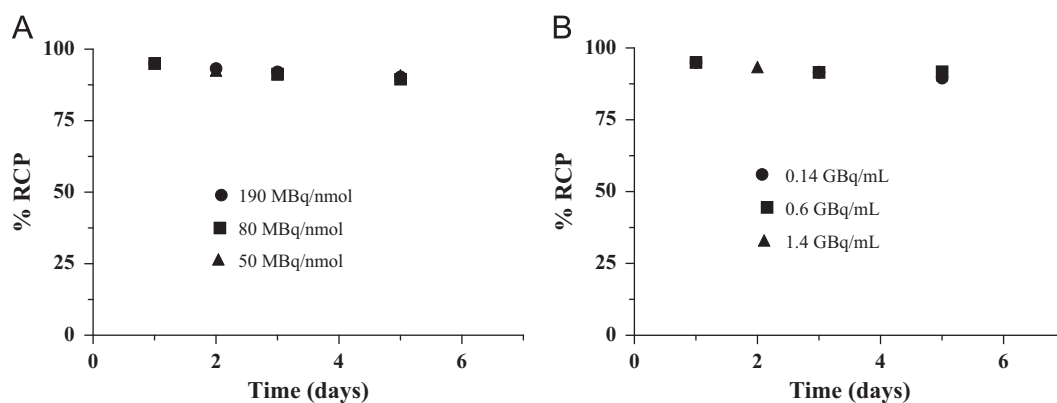 A
100
75
50
25
0
% RCP
190 MBq/nmol
80 MBq/nmol
50 MBq/nmol
0 2 4 6
Time (days)
B
100
75
50
25
0
% RCP
0.14 GBq/mL
0.6 GBq/mL
1.4 GBq/mL
0 2 4 6
Time (days)